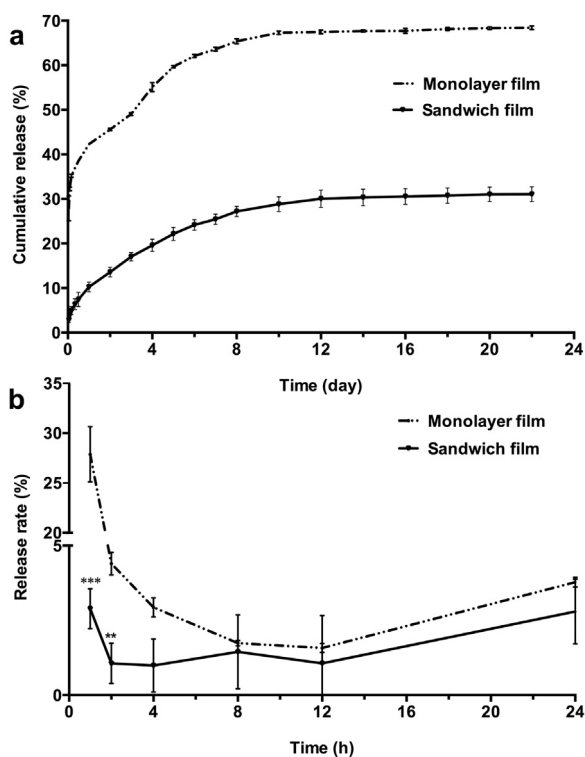 a
70
60
50
40
30
20
10
0
Cumulative release (%)
Monolayer film
Sandwich film
0 4 8 12 16 20 24
Time (day)
b
35
30
25
20
5
0
Release rate (%)
Monolayer film
Sandwich film
***
**
0 4 8 12 16 20 24
Time (h)